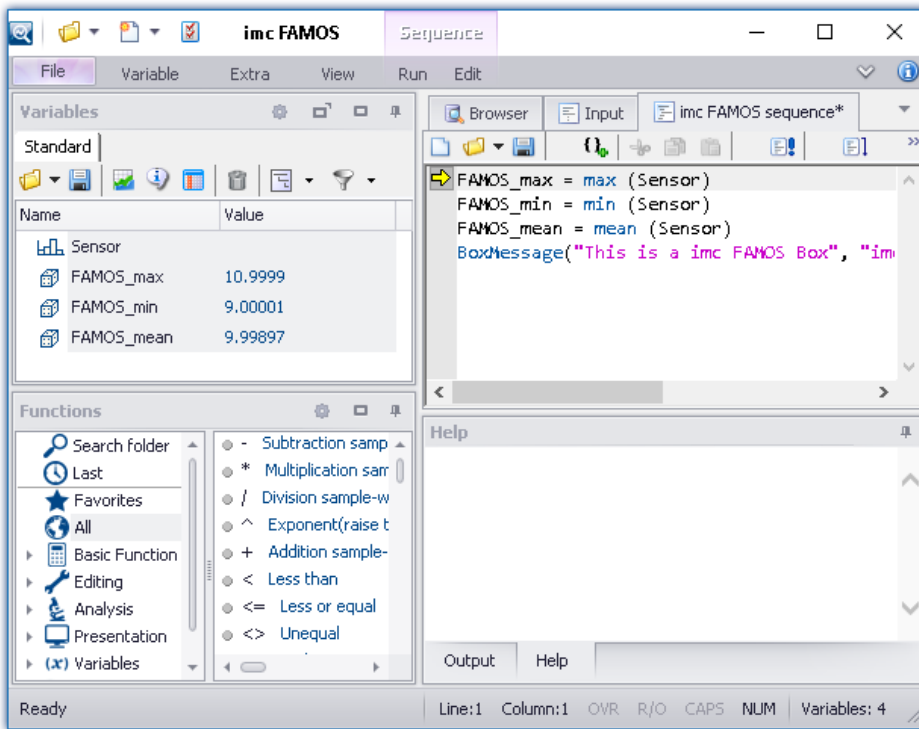 imc FAMOS Sequence
File Variable Extra View Run Edit
Variables
Standard
Name Value
Sensor
FAMOS_max 10.9999
FAMOS_min 9.00001
FAMOS_mean 9.99897
Functions
Search folder
Last
Favorites
All
Basic Function
Editing
Analysis
Presentation
(x) Variables
- Subtraction samp
* Multiplication sam
/ Division sample-w
^ Exponent(raise t
+ Addition sample-
< Less than
<= Less or equal
<> Unequal
Browser Input imc FAMOS sequence*
FAMOS_max = max (Sensor)
FAMOS_min = min (Sensor)
FAMOS_mean = mean (Sensor)
BoxMessage("This is a imc FAMOS Box", "im
Help
Output Help
Ready Line:1 Column:1 OVR R/O CAPS NUM Variables: 4